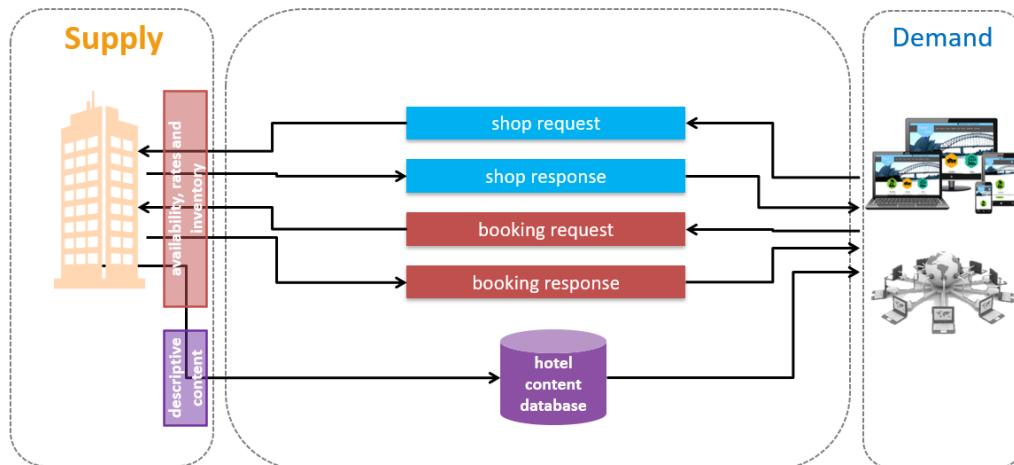 Supply
Demand
availability, rates and
inventory
descriptive
content
shop request
shop response
booking request
booking response
hotel
content
database